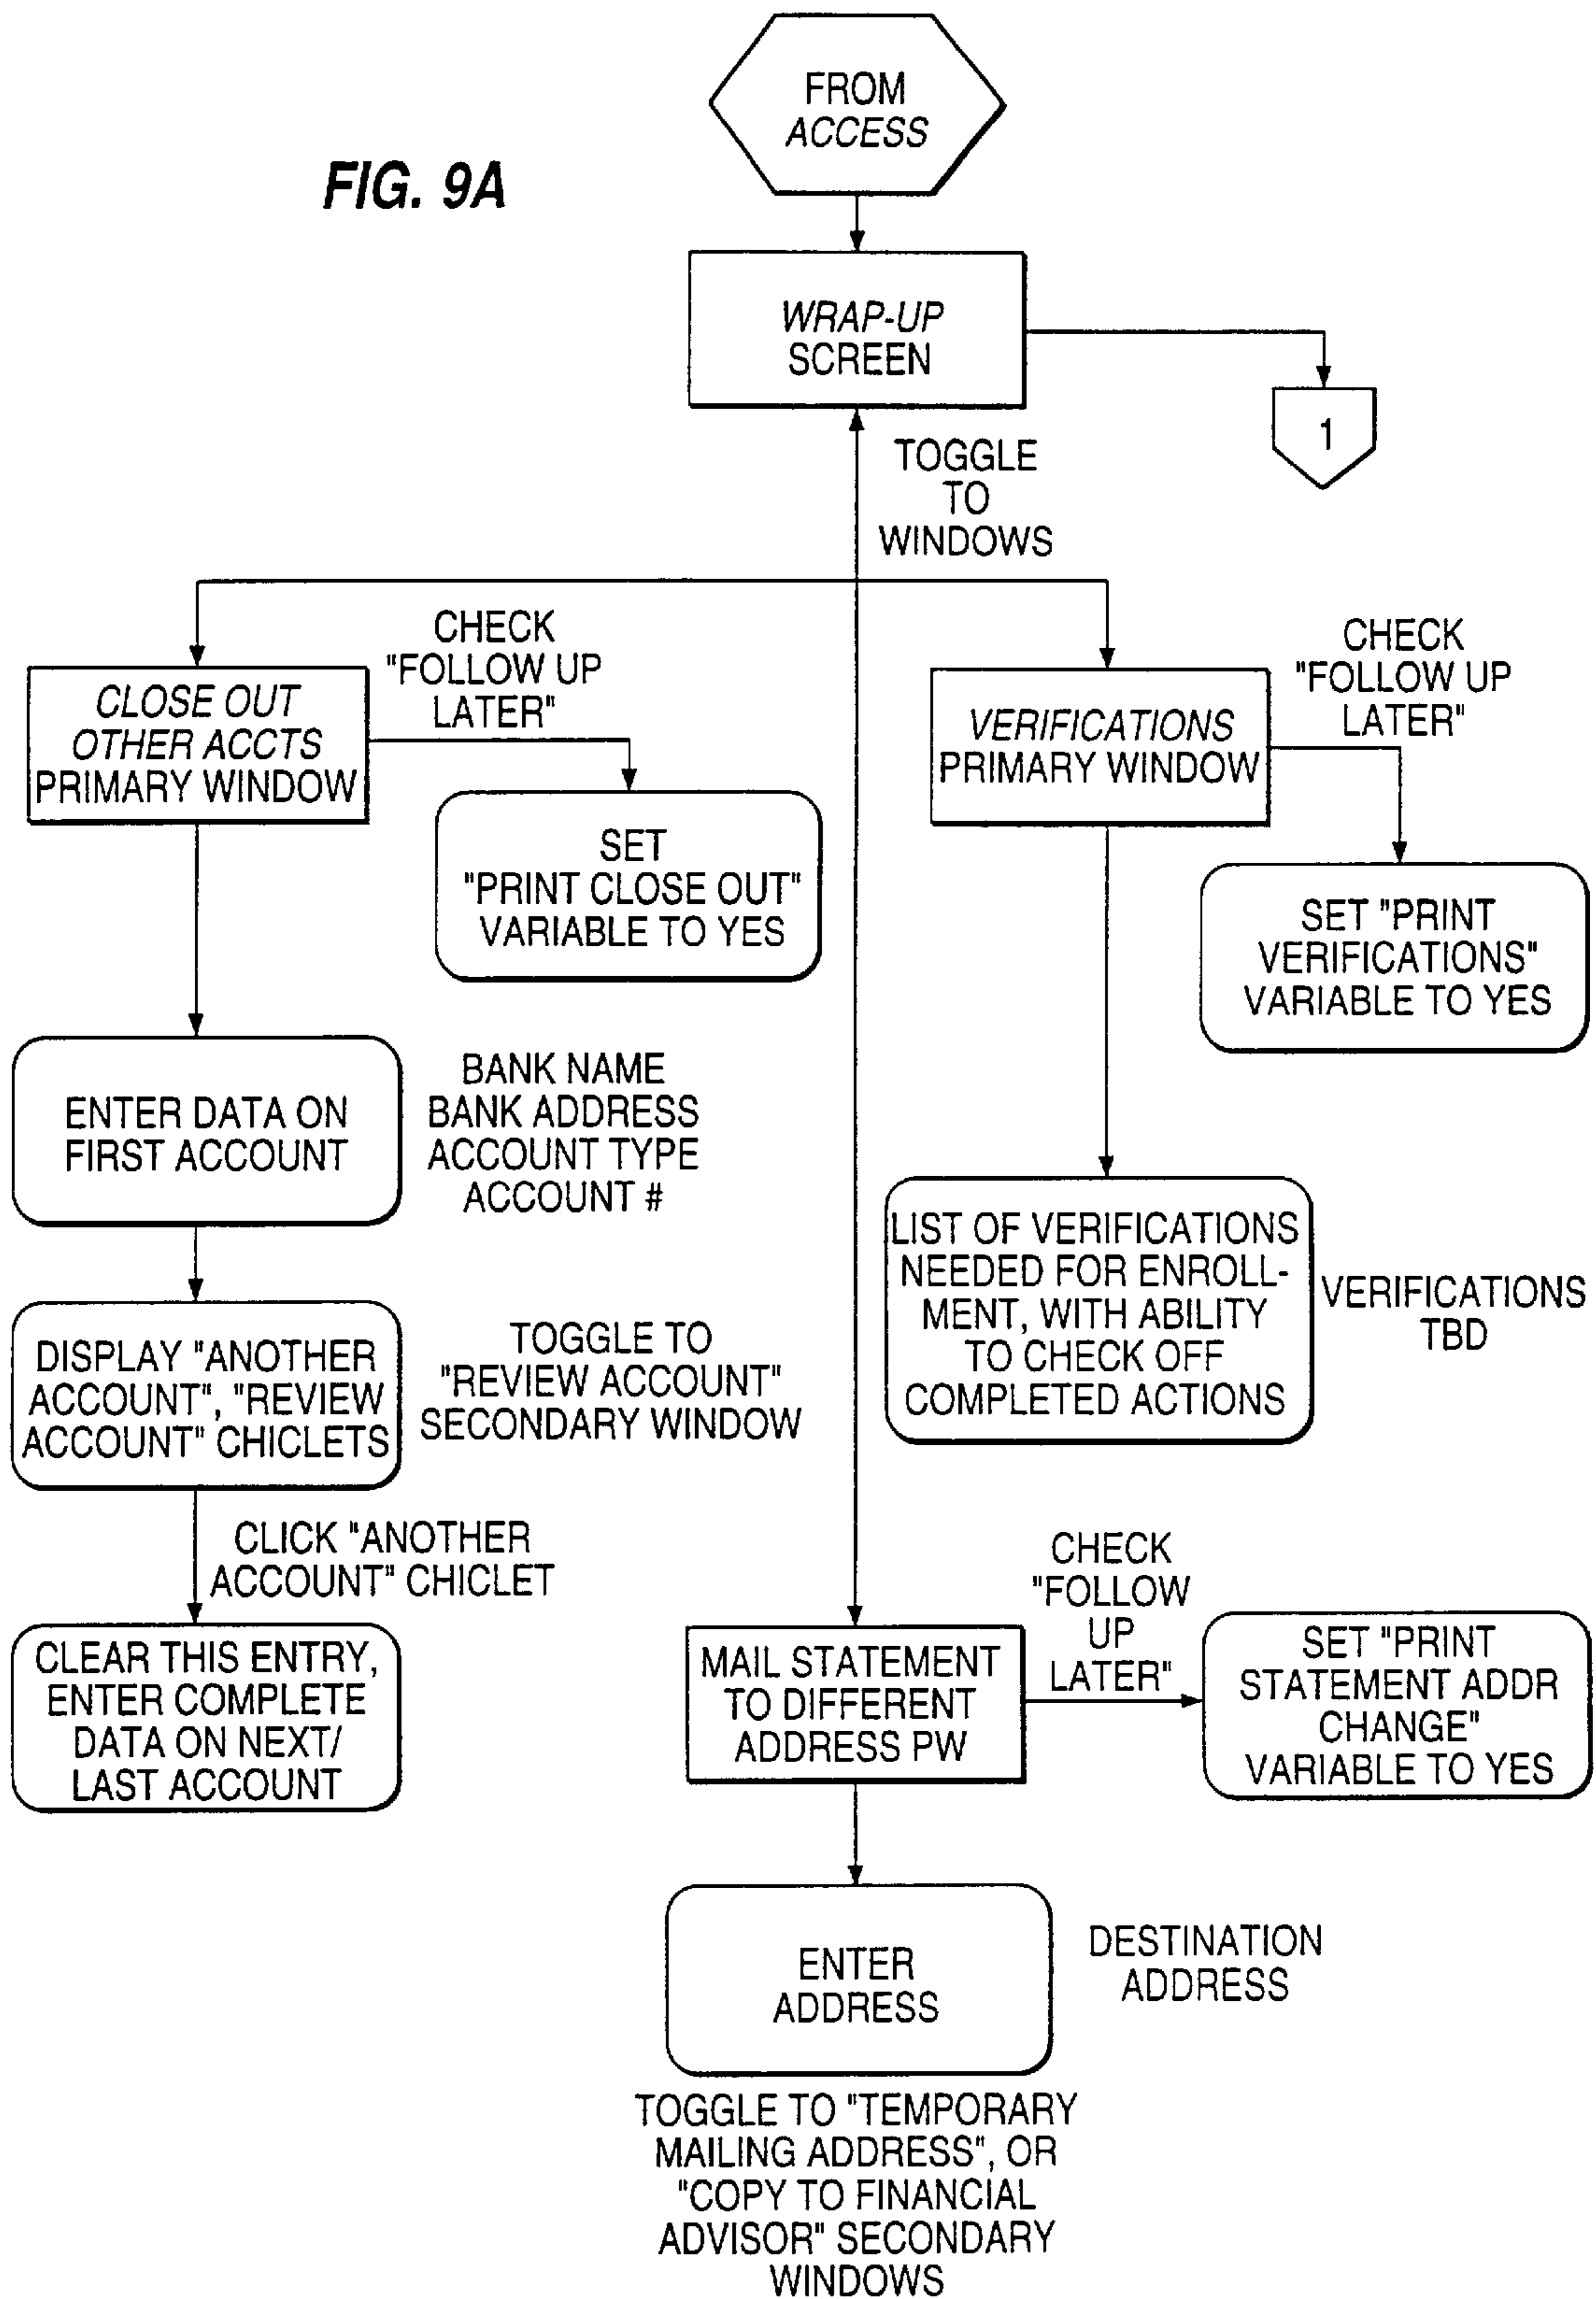 FROM
ACCESS
FIG. 9A
WRAP-UP
SCREEN
1
TOGGLE
TO
WINDOWS
CLOSE OUT
OTHER ACCTS
PRIMARY WINDOW
CHECK
"FOLLOW UP
LATER"
SET
"PRINT CLOSE OUT"
VARIABLE TO YES
VERIFICATIONS
PRIMARY WINDOW
CHECK
"FOLLOW UP
LATER"
SET "PRINT
VERIFICATIONS"
VARIABLE TO YES
ENTER DATA ON
FIRST ACCOUNT
BANK NAME
BANK ADDRESS
ACCOUNT TYPE
ACCOUNT #
LIST OF VERIFICATIONS
NEEDED FOR ENROLL-
MENT, WITH ABILITY
TO CHECK OFF
COMPLETED ACTIONS
VERIFICATIONS
TBD
DISPLAY "ANOTHER
ACCOUNT", "REVIEW
ACCOUNT" CHICLETS
TOGGLE TO
"REVIEW ACCOUNT"
SECONDARY WINDOW
CLICK "ANOTHER
ACCOUNT" CHICLET
CLEAR THIS ENTRY,
ENTER COMPLETE
DATA ON NEXT/
LAST ACCOUNT
MAIL STATEMENT
TO DIFFERENT
ADDRESS PW
CHECK
"FOLLOW
UP
LATER"
SET "PRINT
STATEMENT ADDR
CHANGE"
VARIABLE TO YES
ENTER
ADDRESS
DESTINATION
ADDRESS
TOGGLE TO "TEMPORARY
MAILING ADDRESS", OR
"COPY TO FINANCIAL
ADVISOR" SECONDARY
WINDOWS